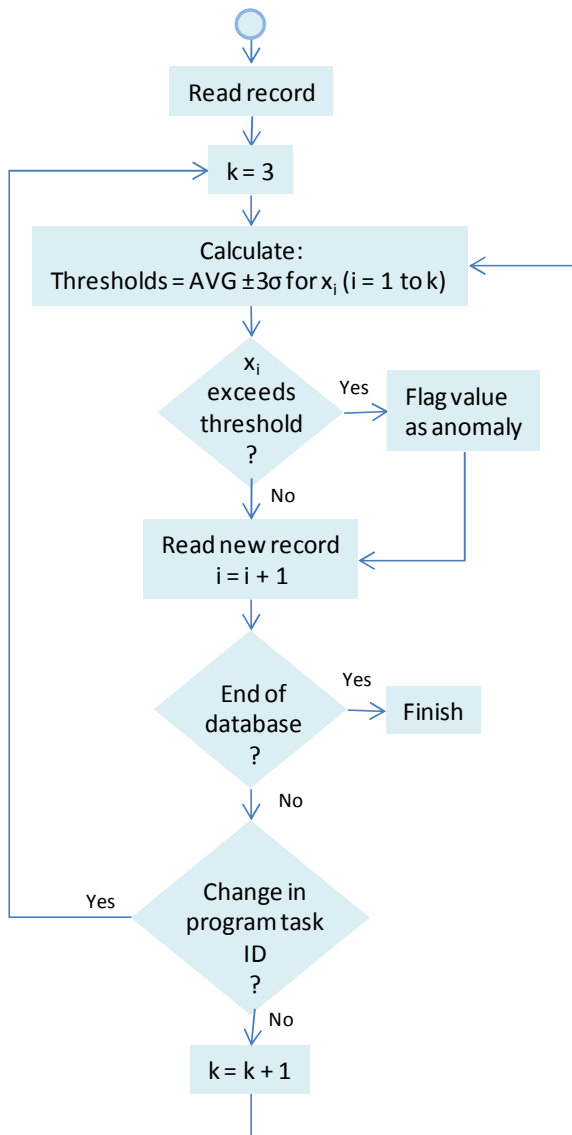 Read record
k = 3
Calculate:
Thresholds = AVG ±3σ for xᵢ (i = 1 to k)
xᵢ
exceeds
threshold
?
Yes
Flag value
as anomaly
No
Read new record
i = i + 1
End of
database
?
Yes
Finish
No
Change in
program task
ID
?
Yes
No
k = k + 1